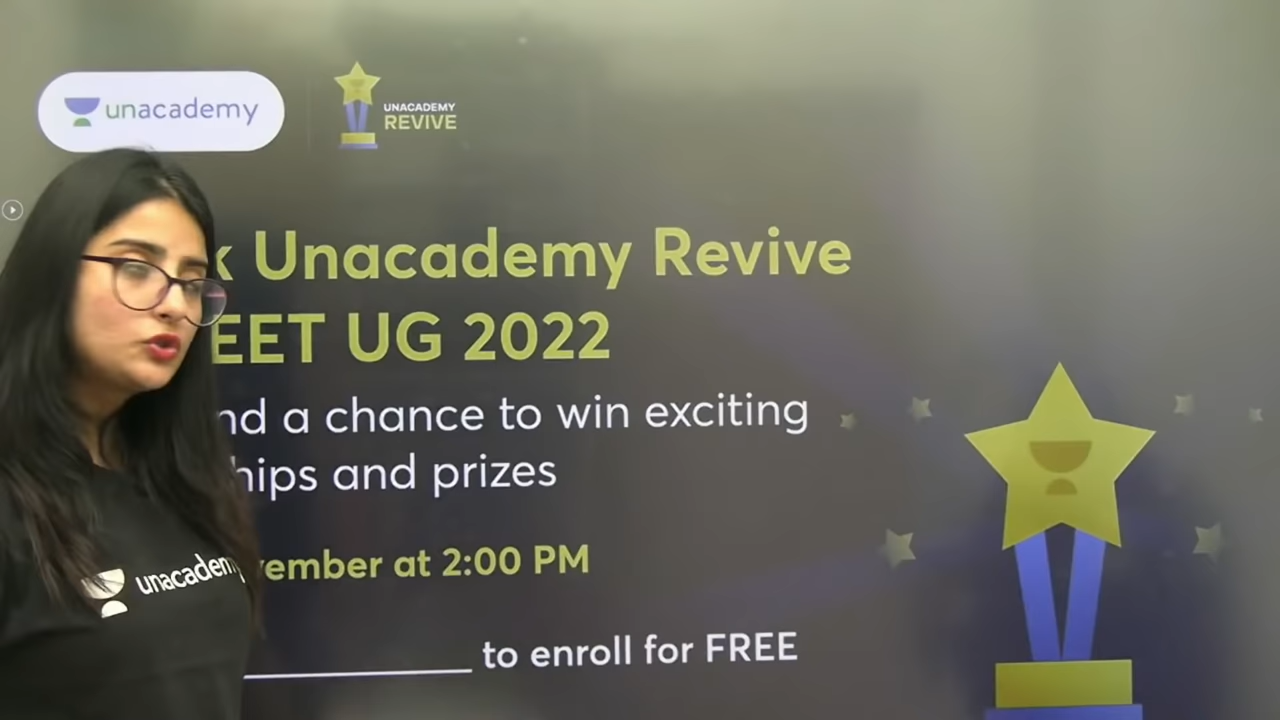 unacademy
UNACADEMY
REVIVE
k Unacademy Revive
EET UG 2022
nd a chance to win exciting
hips and prizes
vember at 2:00 PM
to enroll for FREE
unacademy